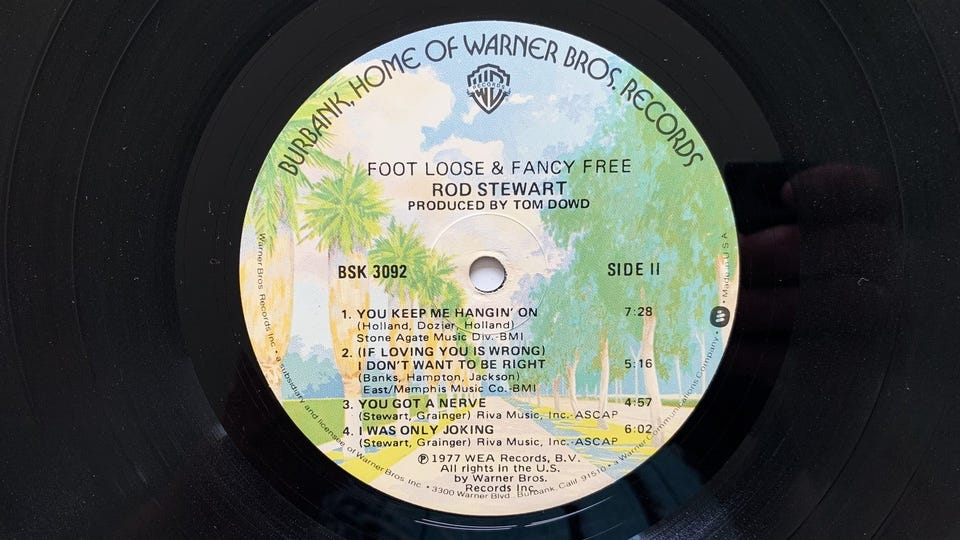 BURBANK, HOME OF WARNER BROS. RECORDS
WB
RECORDS
FOOT LOOSE & FANCY FREE
ROD STEWART
PRODUCED BY TOM DOWD
BSK 3092
SIDE II
1. YOU KEEP ME HANGIN' ON 7:28
(Holland, Dozier, Holland)
Stone Agate Music Div.-BMI
2. (IF LOVING YOU IS WRONG)
I DON'T WANT TO BE RIGHT 5:16
(Banks, Hampton, Jackson)
East/Memphis Music Co.-BMI
3. YOU GOT A NERVE 4:57
(Stewart, Grainger) Riva Music, Inc.-ASCAP
4. I WAS ONLY JOKING 6:02
(Stewart, Grainger) Riva Music, Inc.-ASCAP
℗ 1977 WEA Records, B.V.
All rights in the U.S.
by Warner Bros.
Records Inc.
Warner Bros. Records Inc. • a subsidiary and licensee of Warner Bros. Inc. • 3300 Warner Blvd., Burbank, Calif. 91510 • a Warner Communications Company • Made in U.S.A.